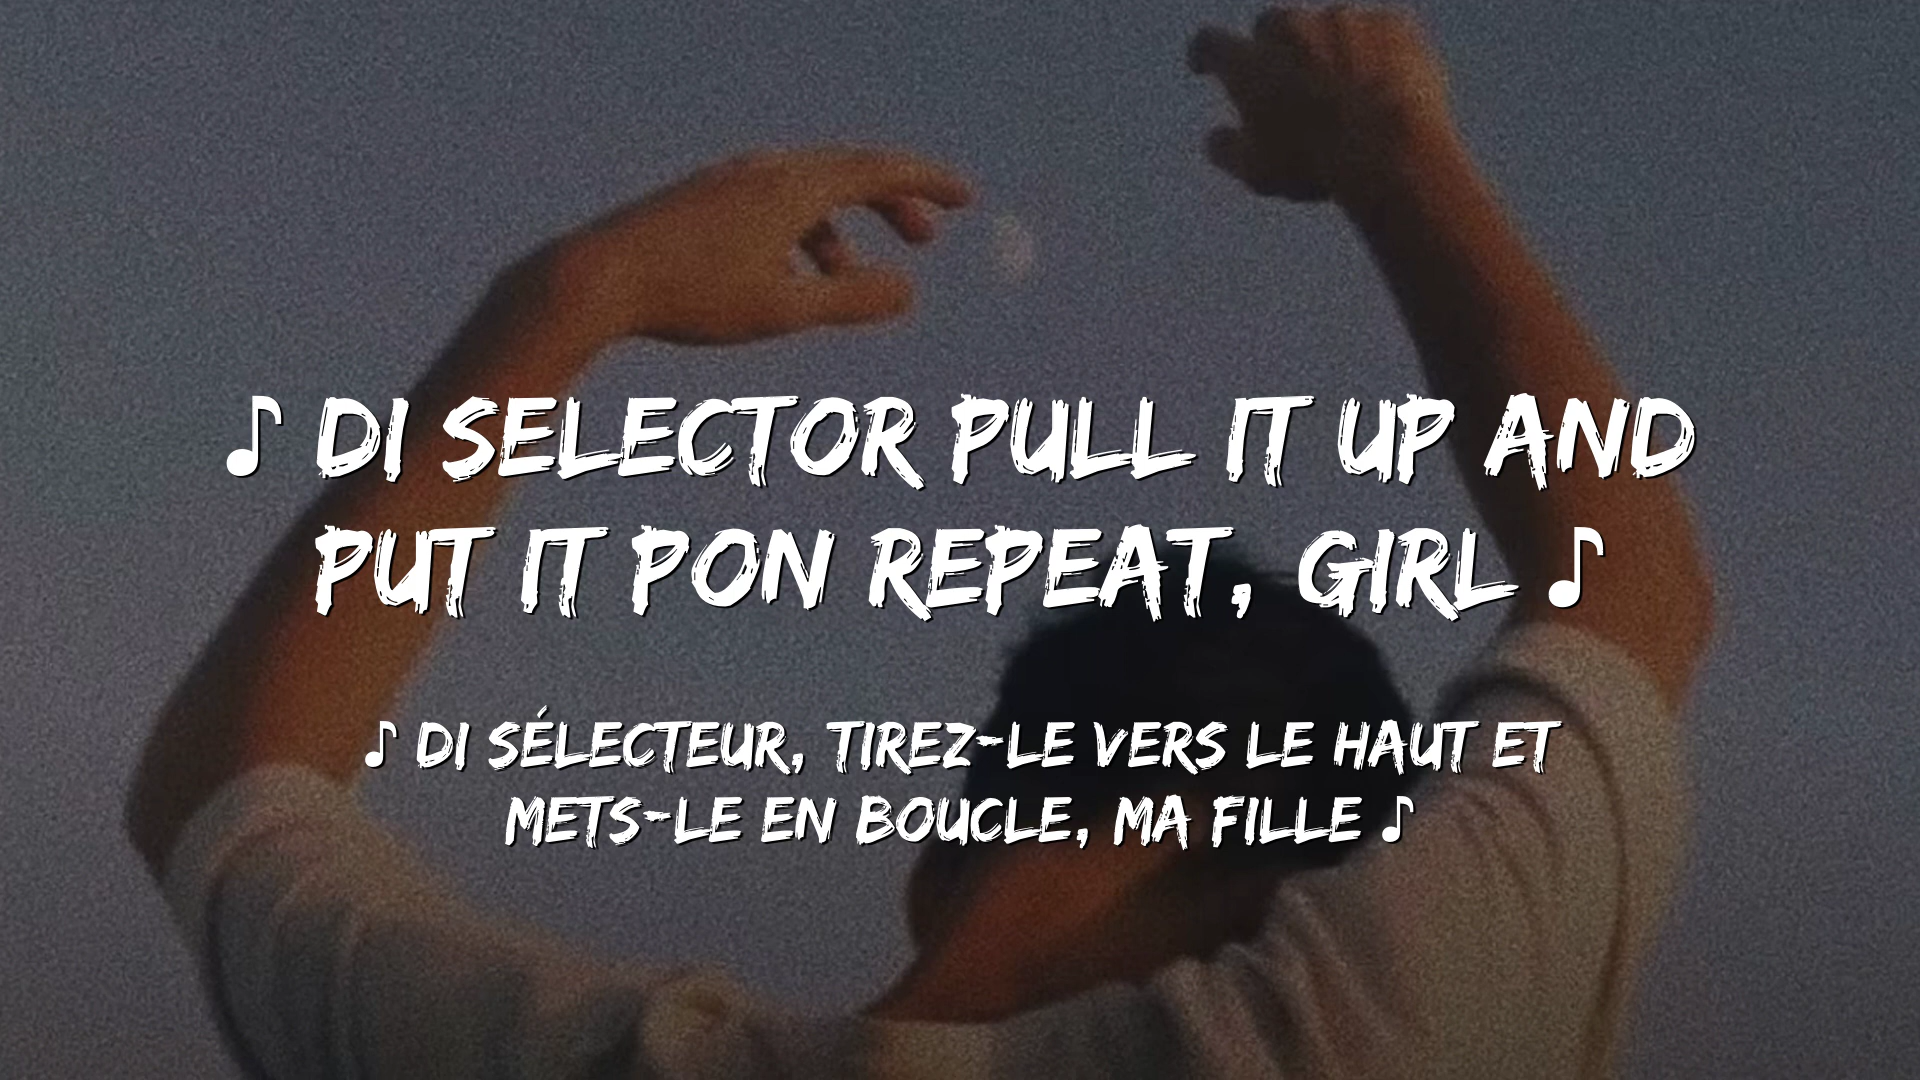 ♪ DI SELECTOR PULL IT UP AND
PUT IT PON REPEAT, GIRL ♪
♪ DI SÉLECTEUR, TIREZ-LE VERS LE HAUT ET
METS-LE EN BOUCLE, MA FILLE ♪